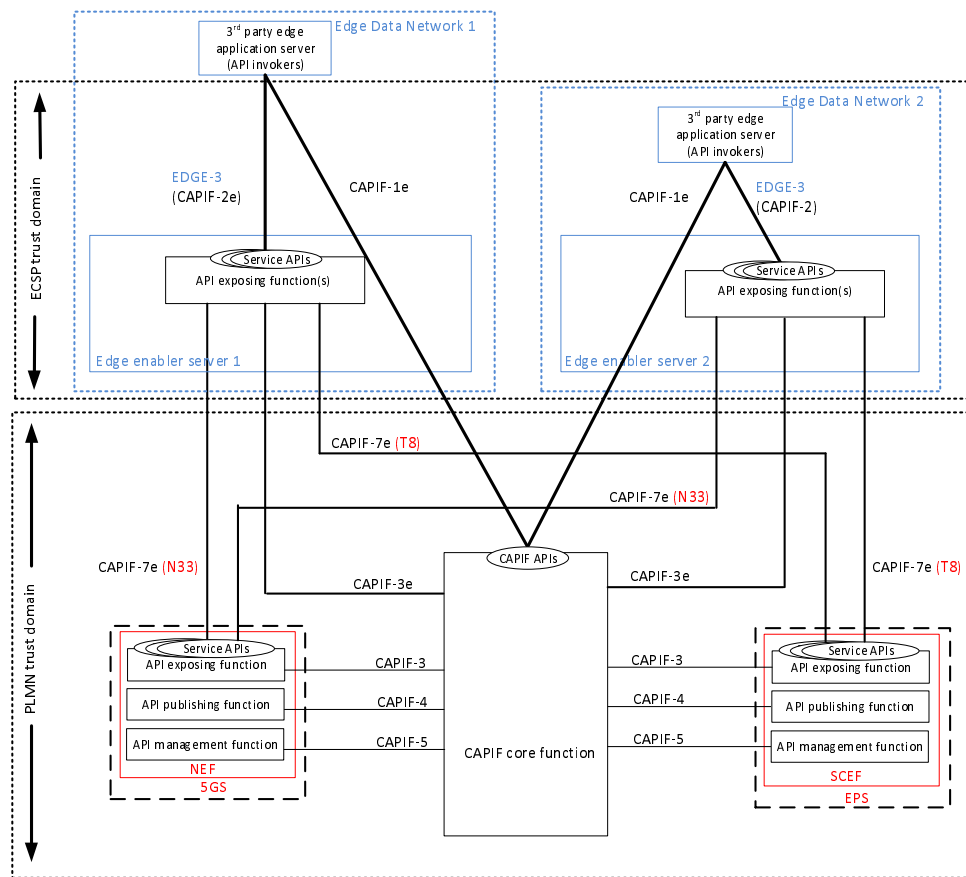 Edge Data Network 1
3rd party edge
application server
(API invokers)
Edge Data Network 2
3rd party edge
application server
(API invokers)
ECSP trust domain
EDGE-3
(CAPIF-2e)
CAPIF-1e
CAPIF-1e
EDGE-3
(CAPIF-2)
Service APIs
API exposing function(s)
Edge enabler server 1
Service APIs
API exposing function(s)
Edge enabler server 2
PLMN trust domain
CAPIF-7e (T8)
CAPIF-7e (N33)
CAPIF-7e (N33)
CAPIF-7e (T8)
CAPIF APIs
CAPIF-3e
CAPIF-3e
Service APIs
API exposing function
API publishing function
API management function
NEF
5GS
CAPIF-3
CAPIF-4
CAPIF-5
CAPIF core function
CAPIF-3
CAPIF-4
CAPIF-5
Service APIs
API exposing function
API publishing function
API management function
SCEF
EPS